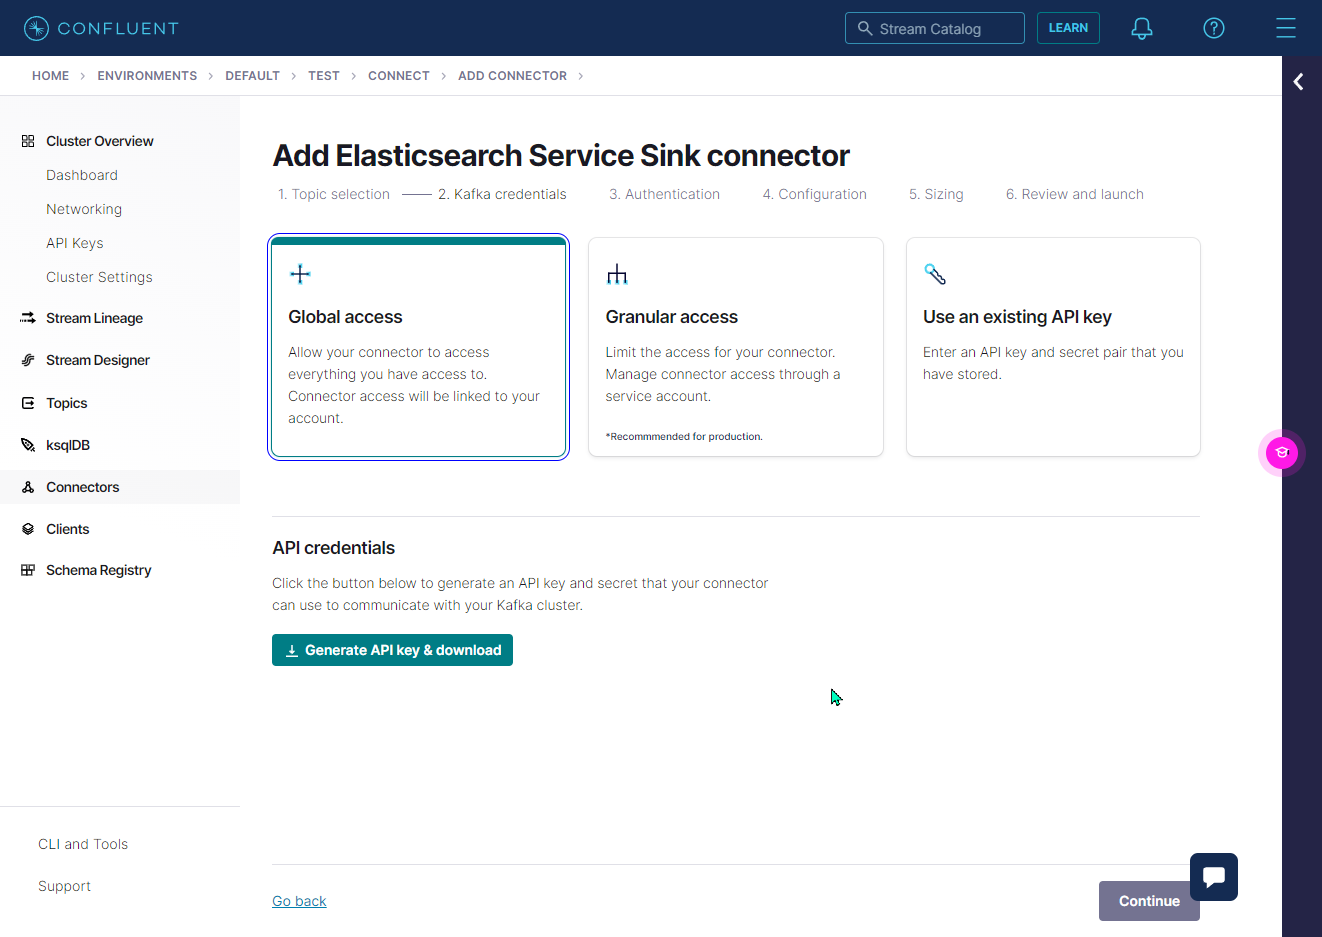 CONFLUENT
Stream Catalog
LEARN
HOME > ENVIRONMENTS > DEFAULT > TEST > CONNECT > ADD CONNECTOR >
Cluster Overview
Dashboard
Networking
API Keys
Cluster Settings
Stream Lineage
Stream Designer
Topics
ksqlDB
Connectors
Clients
Schema Registry
CLI and Tools
Support
Add Elasticsearch Service Sink connector
1. Topic selection 2. Kafka credentials 3. Authentication 4. Configuration 5. Sizing 6. Review and launch
Global access
Allow your connector to access
everything you have access to.
Connector access will be linked to your
account.
Granular access
Limit the access for your connector.
Manage connector access through a
service account.
*Recommmended for production.
Use an existing API key
Enter an API key and secret pair that you
have stored.
API credentials
Click the button below to generate an API key and secret that your connector
can use to communicate with your Kafka cluster.
Generate API key & download
Go back
Continue